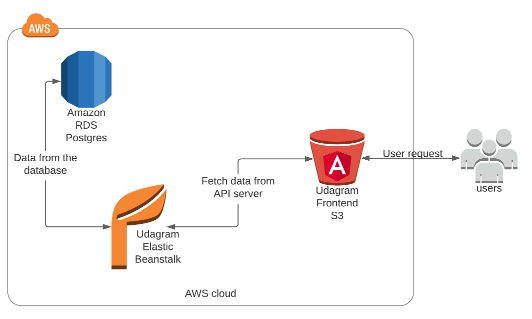 AWS
Amazon
RDS
Postgres
Data from the
database
Fetch data from
API server
User request
A
Udagram
Frontend
S3
users
Udagram
Elastic
Beanstalk
AWS cloud